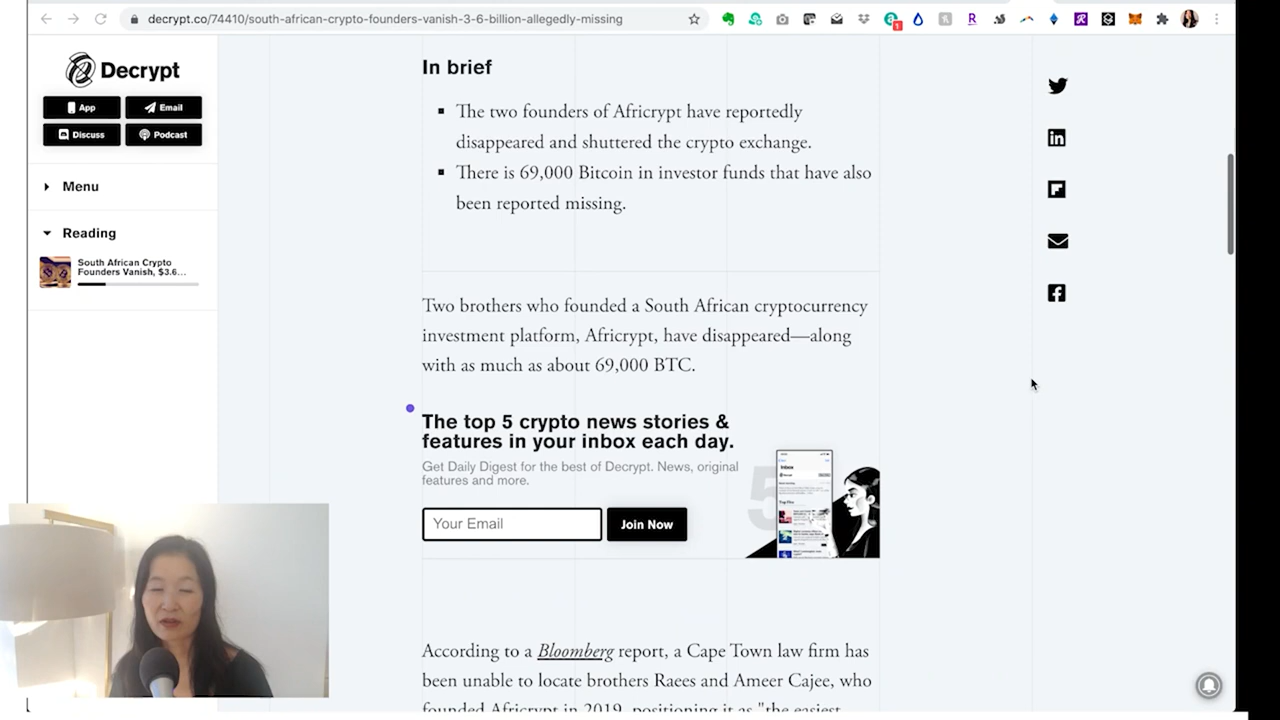 decrypt.co/74410/south-african-crypto-founders-vanish-3-6-billion-allegedly-missing
1
R
Decrypt
App
Email
Discuss
Podcast
Menu
Reading
South African Crypto
Founders Vanish, $3.6...
In brief
The two founders of Africrypt have reportedly
disappeared and shuttered the crypto exchange.
There is 69,000 Bitcoin in investor funds that have also
been reported missing.
Two brothers who founded a South African cryptocurrency
investment platform, Africrypt, have disappeared—along
with as much as about 69,000 BTC.
The top 5 crypto news stories &
features in your inbox each day.
Get Daily Digest for the best of Decrypt. News, original
features and more.
Your Email
Join Now
5
Inbox
According to a Bloomberg report, a Cape Town law firm has
been unable to locate brothers Raees and Ameer Cajee, who
founded Africrypt in 2019, positioning it as "the easiest